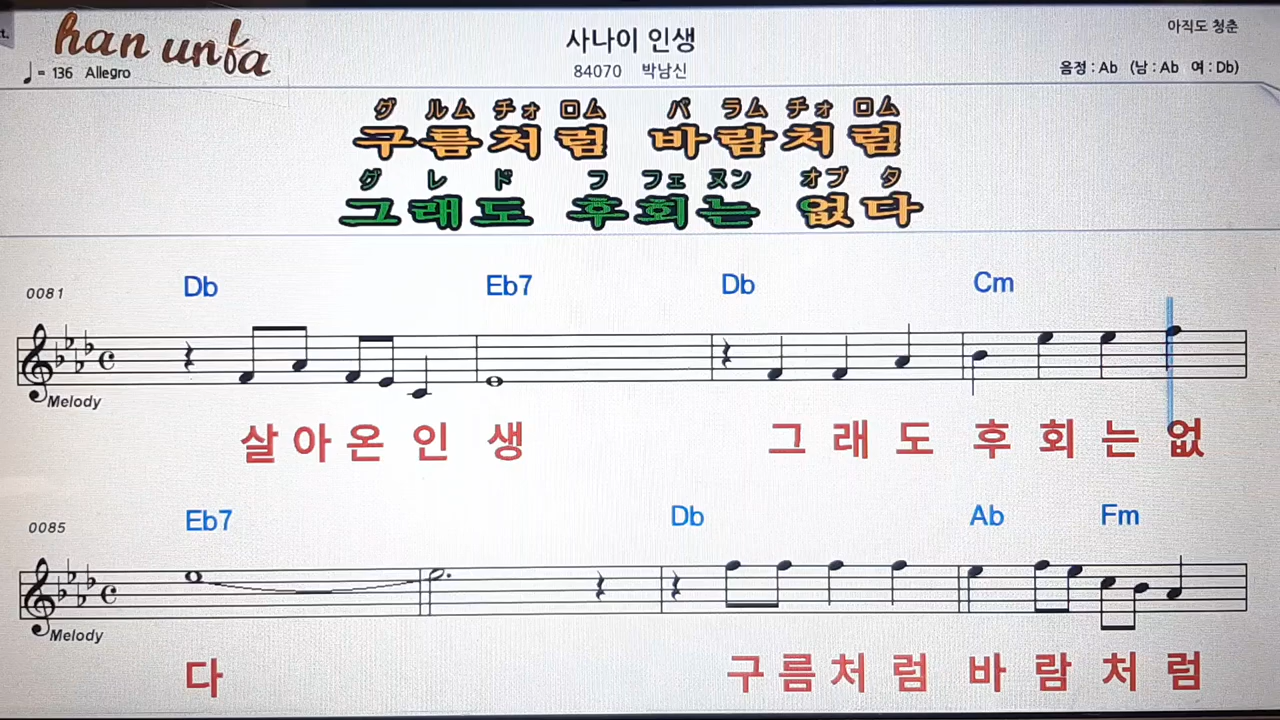 t.
han unfa
사나이 인생
아직도 청춘
♩= 136 Allegro
84070 박남신
음정 : Ab (남 : Ab 여 : Db)
グ ルム チォ ロム バ ラム チォ ロム
구름처럼 바람처럼
グ レ ド フ フェ ヌン オブ タ
그래도 후회는 없다
0081
Db Eb7 Db Cm
Melody
살 아 온 인 생 그 래 도 후 회 는 없
0085
Eb7 Db Ab Fm
Melody
다 구 름 처 럼 바 람 처 럼